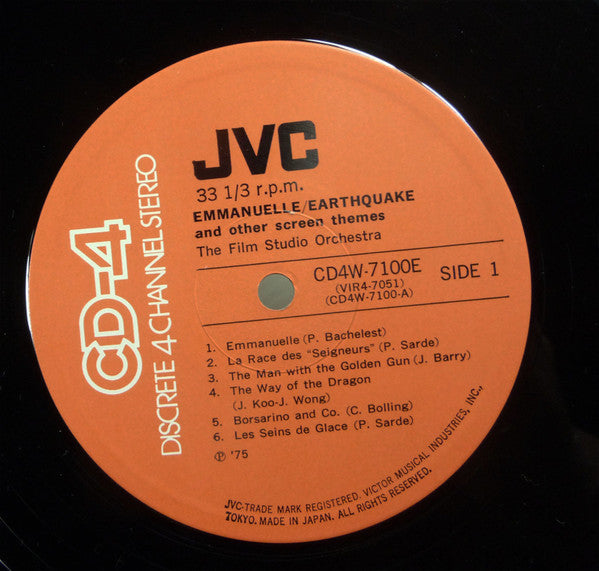 CD-4
DISCRETE 4 CHANNEL STEREO
JVC
33 1/3 r.p.m.
EMMANUELLE/EARTHQUAKE
and other screen themes
The Film Studio Orchestra
CD4W-7100E
(VIR4-7051)
(CD4W-7100-A)
SIDE 1
1. Emmanuelle (P. Bachelest)
2. La Race des "Seigneurs" (P. Sarde)
3. The Man with the Golden Gun (J. Barry)
4. The Way of the Dragon
(J. Koo-J. Wong)
5. Borsarino and Co. (C. Bolling)
6. Les Seins de Glace (P. Sarde)
Ⓟ '75
JVC-TRADE MARK REGISTERED. VICTOR MUSICAL INDUSTRIES, INC.,
TOKYO. MADE IN JAPAN. ALL RIGHTS RESERVED.